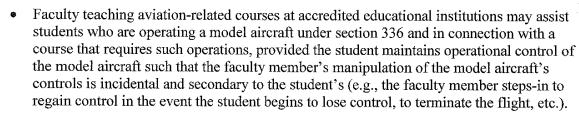 • Faculty teaching aviation-related courses at accredited educational institutions may assist
students who are operating a model aircraft under section 336 and in connection with a
course that requires such operations, provided the student maintains operational control of
the model aircraft such that the faculty member's manipulation of the model aircraft's
controls is incidental and secondary to the student's (e.g., the faculty member steps-in to
regain control in the event the student begins to lose control, to terminate the flight, etc.).